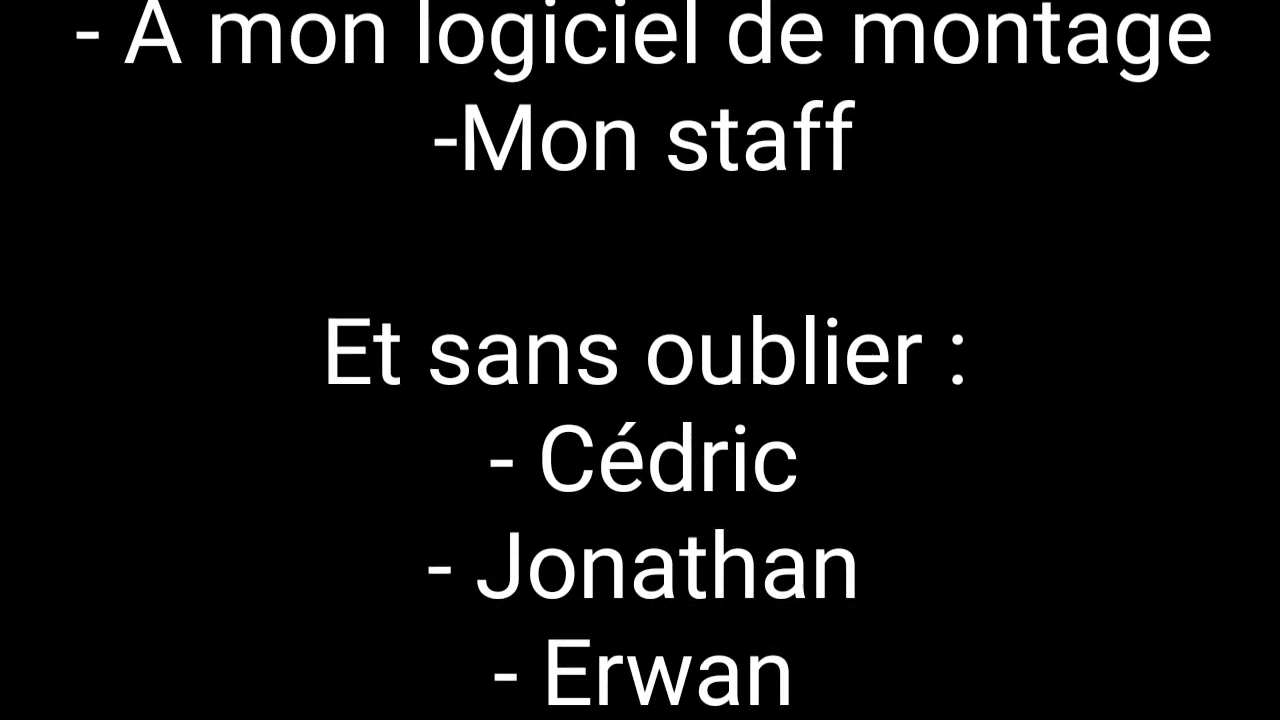 - A mon logiciel de montage
-Mon staff
Et sans oublier :
- Cédric
- Jonathan
- Erwan